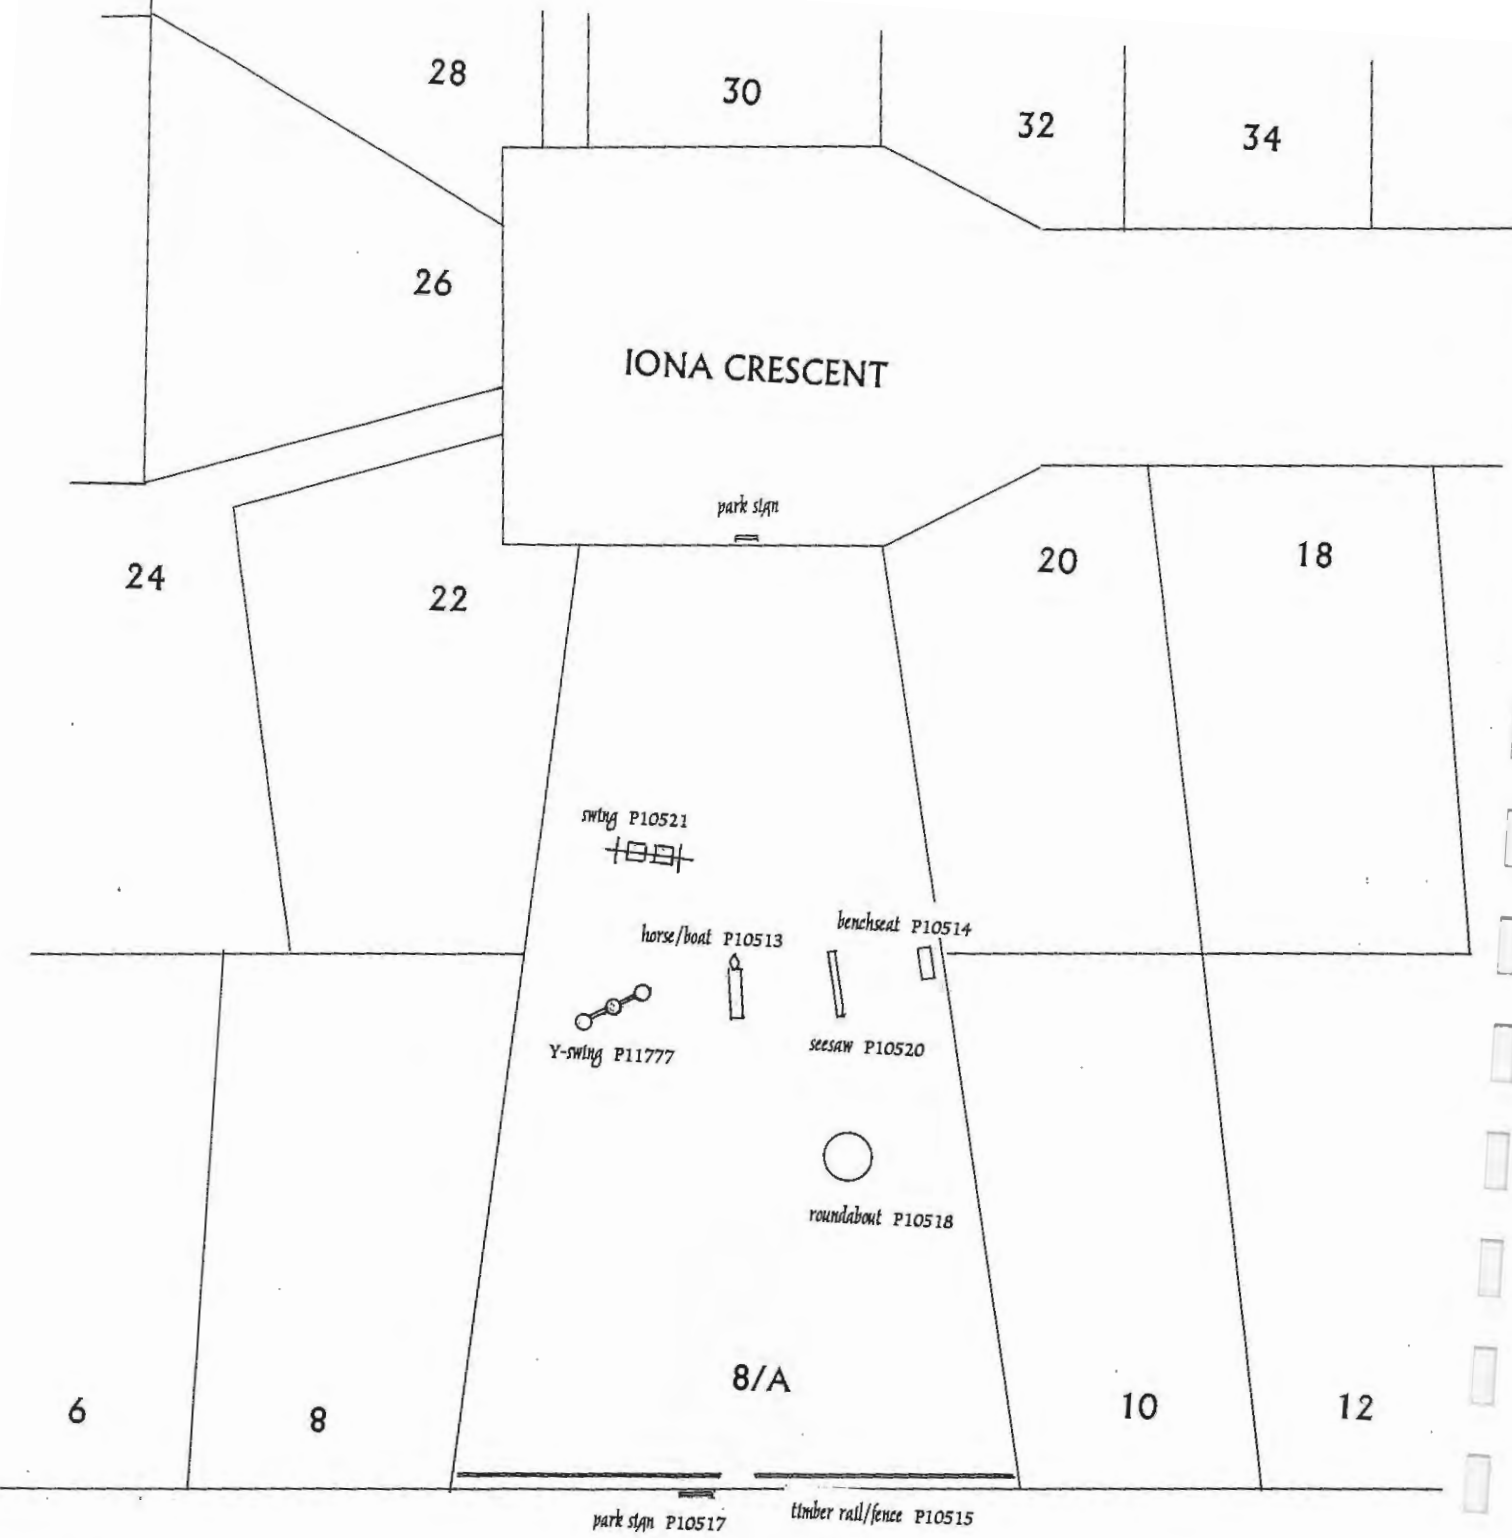 28
30
32
34
26
IONA CRESCENT
park sign
24
22
20
18
swing P10521
benchseat P10514
horse/boat P10513
seesaw P10520
Y-swing P11777
roundabout P10518
8/A
6
8
10
12
park sign P10517
timber rail/fence P10515